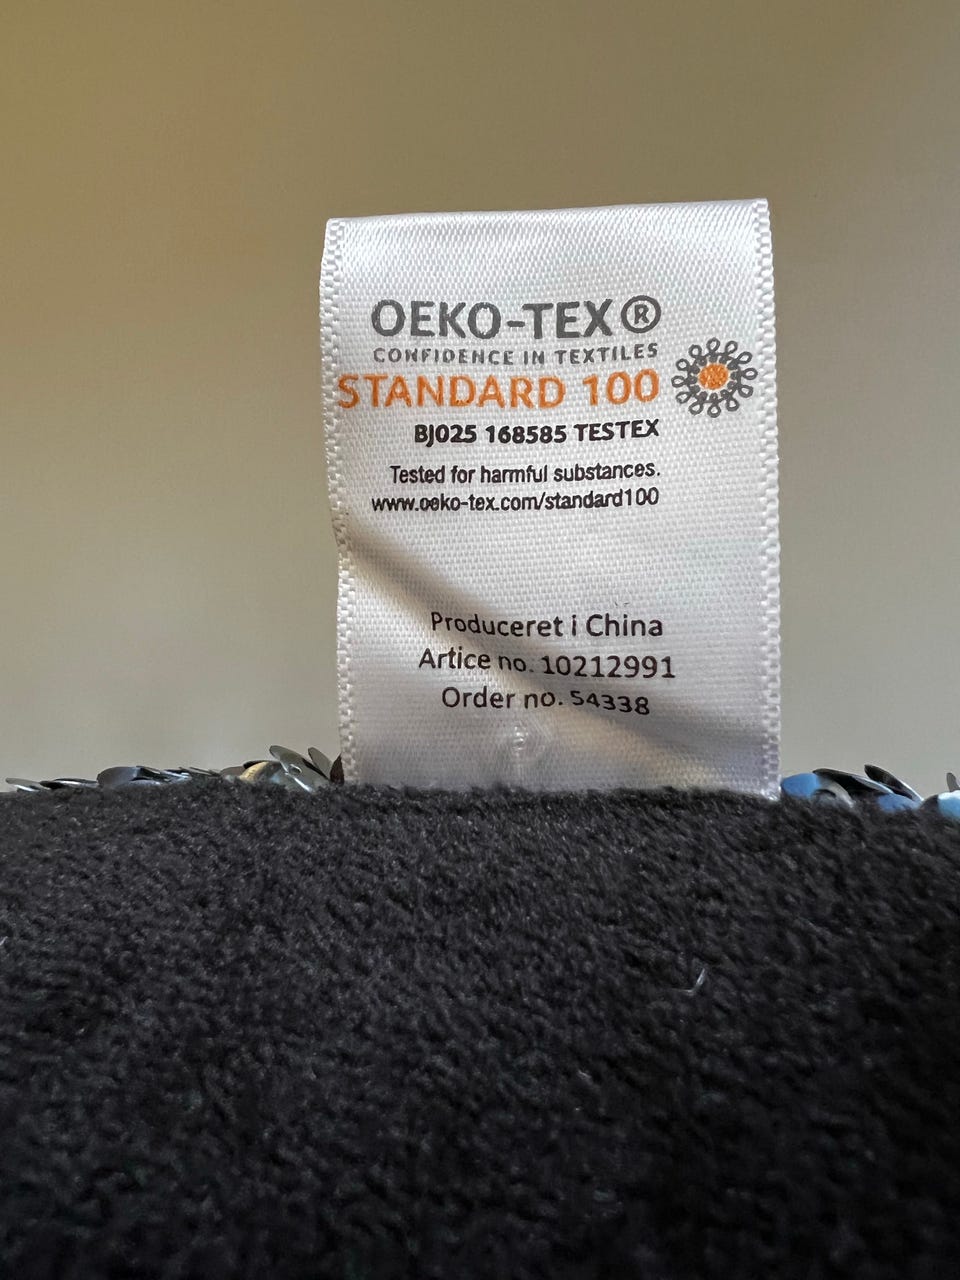 OEKO-TEX®
CONFIDENCE IN TEXTILES
STANDARD 100
BJ025 168585 TESTEX
Tested for harmful substances.
www.oeko-tex.com/standard100
Produceret i China
Artice no. 10212991
Order no. 54338